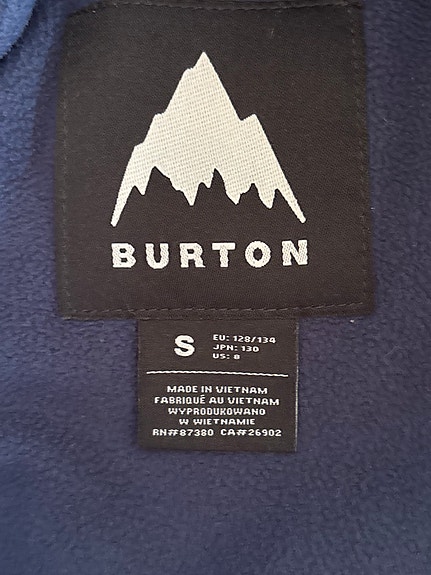 BURTON
S
EU: 128/134
JPN: 130
US: 8
MADE IN VIETNAM
FABRIQUÉ AU VIETNAM
WYPRODUKOWANO
W WIETNAMIE
RN#87380 CA#26902